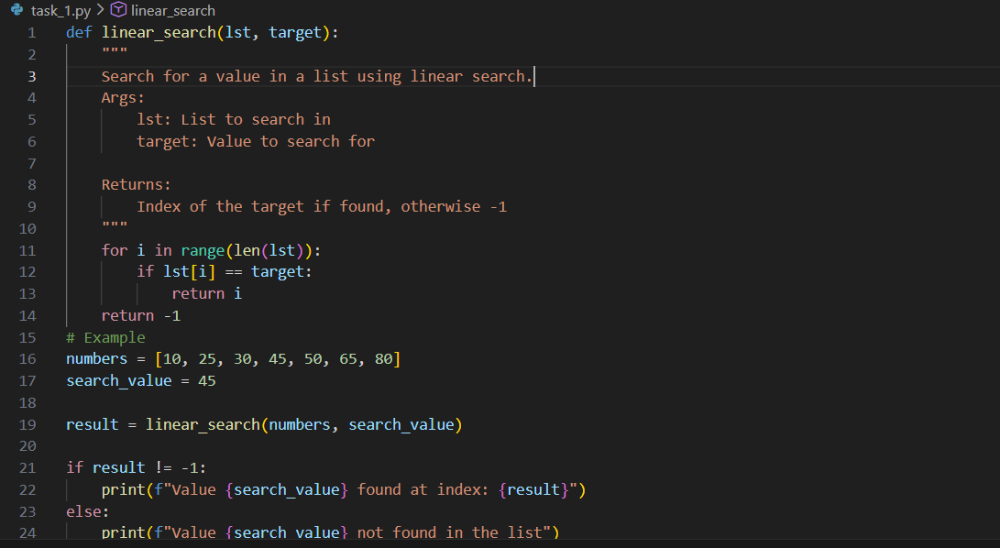 task_1.py > linear_search
1 def linear_search(lst, target):
2     """
3     Search for a value in a list using linear search.
4     Args:
5         lst: List to search in
6         target: Value to search for
7
8     Returns:
9         Index of the target if found, otherwise -1
10     """
11     for i in range(len(lst)):
12         if lst[i] == target:
13             return i
14     return -1
15 # Example
16 numbers = [10, 25, 30, 45, 50, 65, 80]
17 search_value = 45
18
19 result = linear_search(numbers, search_value)
20
21 if result != -1:
22     print(f"Value {search_value} found at index: {result}")
23 else:
24     print(f"Value {search_value} not found in the list")